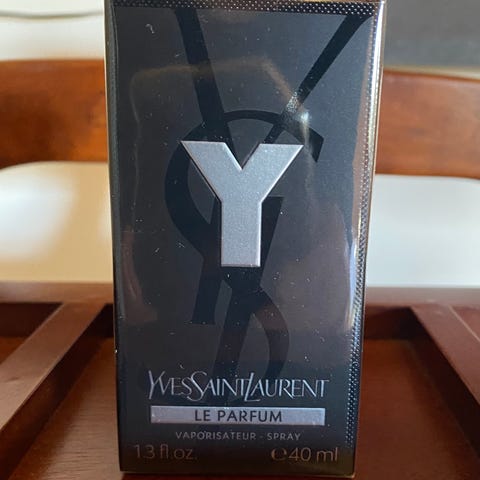 Y
YVESSAINTLAURENT
LE PARFUM
VAPORISATEUR - SPRAY
1.3 fl.oz. ℮40 ml